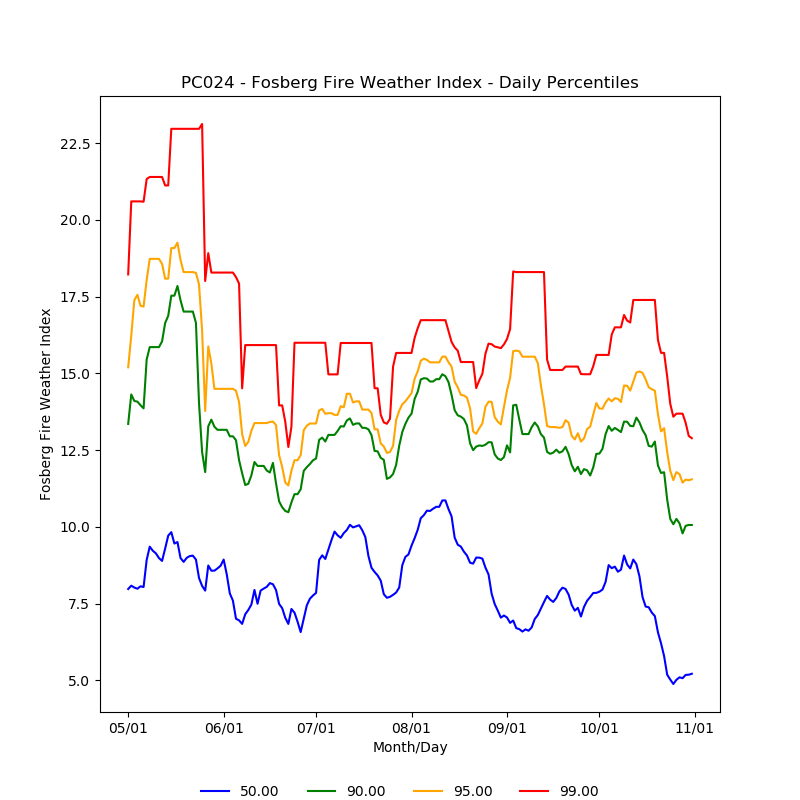 PC024 - Fosberg Fire Weather Index - Daily Percentiles
22.5
20.0
17.5
15.0
12.5
10.0
7.5
5.0
Fosberg Fire Weather Index
05/01 06/01 07/01 08/01 09/01 10/01 11/01
Month/Day
50.00 90.00 95.00 99.00